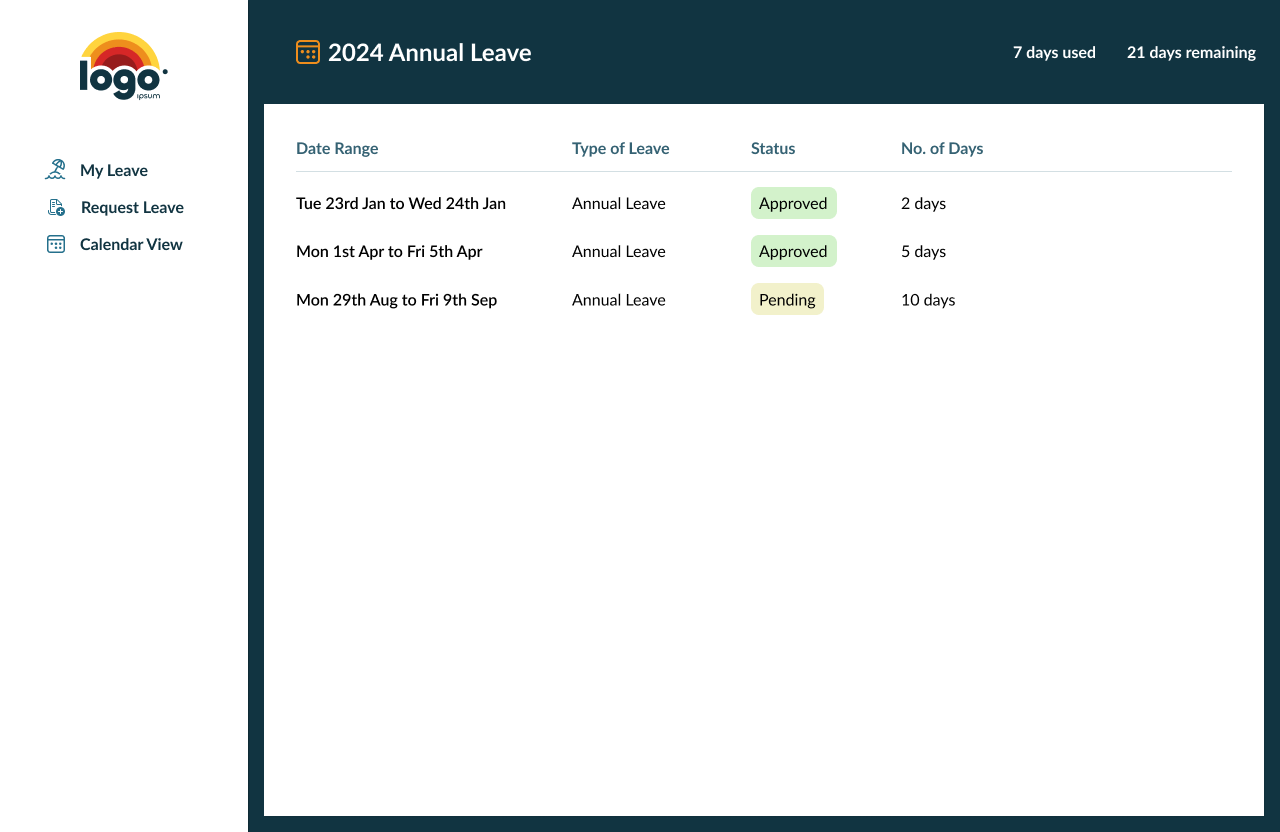 logo
ipsum
My Leave
Request Leave
Calendar View
2024 Annual Leave
7 days used 21 days remaining
Date Range Type of Leave Status No. of Days
Tue 23rd Jan to Wed 24th Jan Annual Leave Approved 2 days
Mon 1st Apr to Fri 5th Apr Annual Leave Approved 5 days
Mon 29th Aug to Fri 9th Sep Annual Leave Pending 10 days